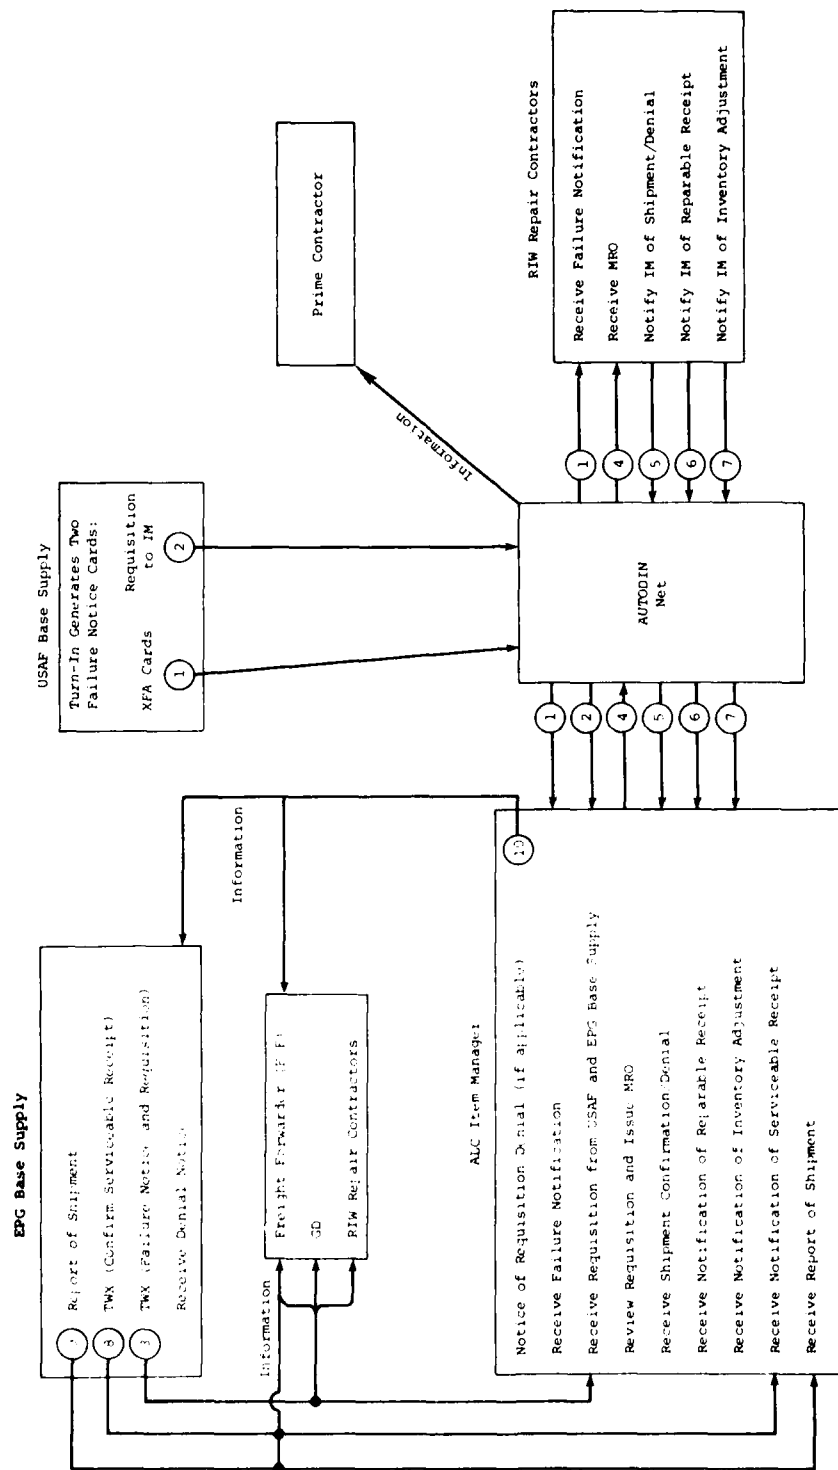 EPG Base Supply
Report of Shipment
8
TWX (Confirm Serviceable Receipt)
3
TWX (Failure Notice and Requisition)
Receive Denial Notice
Information
Information
Freight Forwarder
GD
RIW Repair Contractors
ALC Item Manager
10
Notice of Requisition Denial (if applicable)
Receive Failure Notification
Receive Requisition from USAF and EPG Base Supply
Review Requisition and Issue MRO
Receive Shipment Confirmation/Denial
Receive Notification of Reparable Receipt
Receive Notification of Inventory Adjustment
Receive Notification of Serviceable Receipt
Receive Report of Shipment
USAF Base Supply
Turn-In Generates Two
Failure Notice Cards:
XFA Cards
Requisition
to IM
1
2
1
2
4
5
6
7
AUTODIN
Net
Information
Prime Contractor
1
4
5
6
7
RIW Repair Contractors
Receive Failure Notification
Receive MRO
Notify IM of Shipment/Denial
Notify IM of Reparable Receipt
Notify IM of Inventory Adjustment